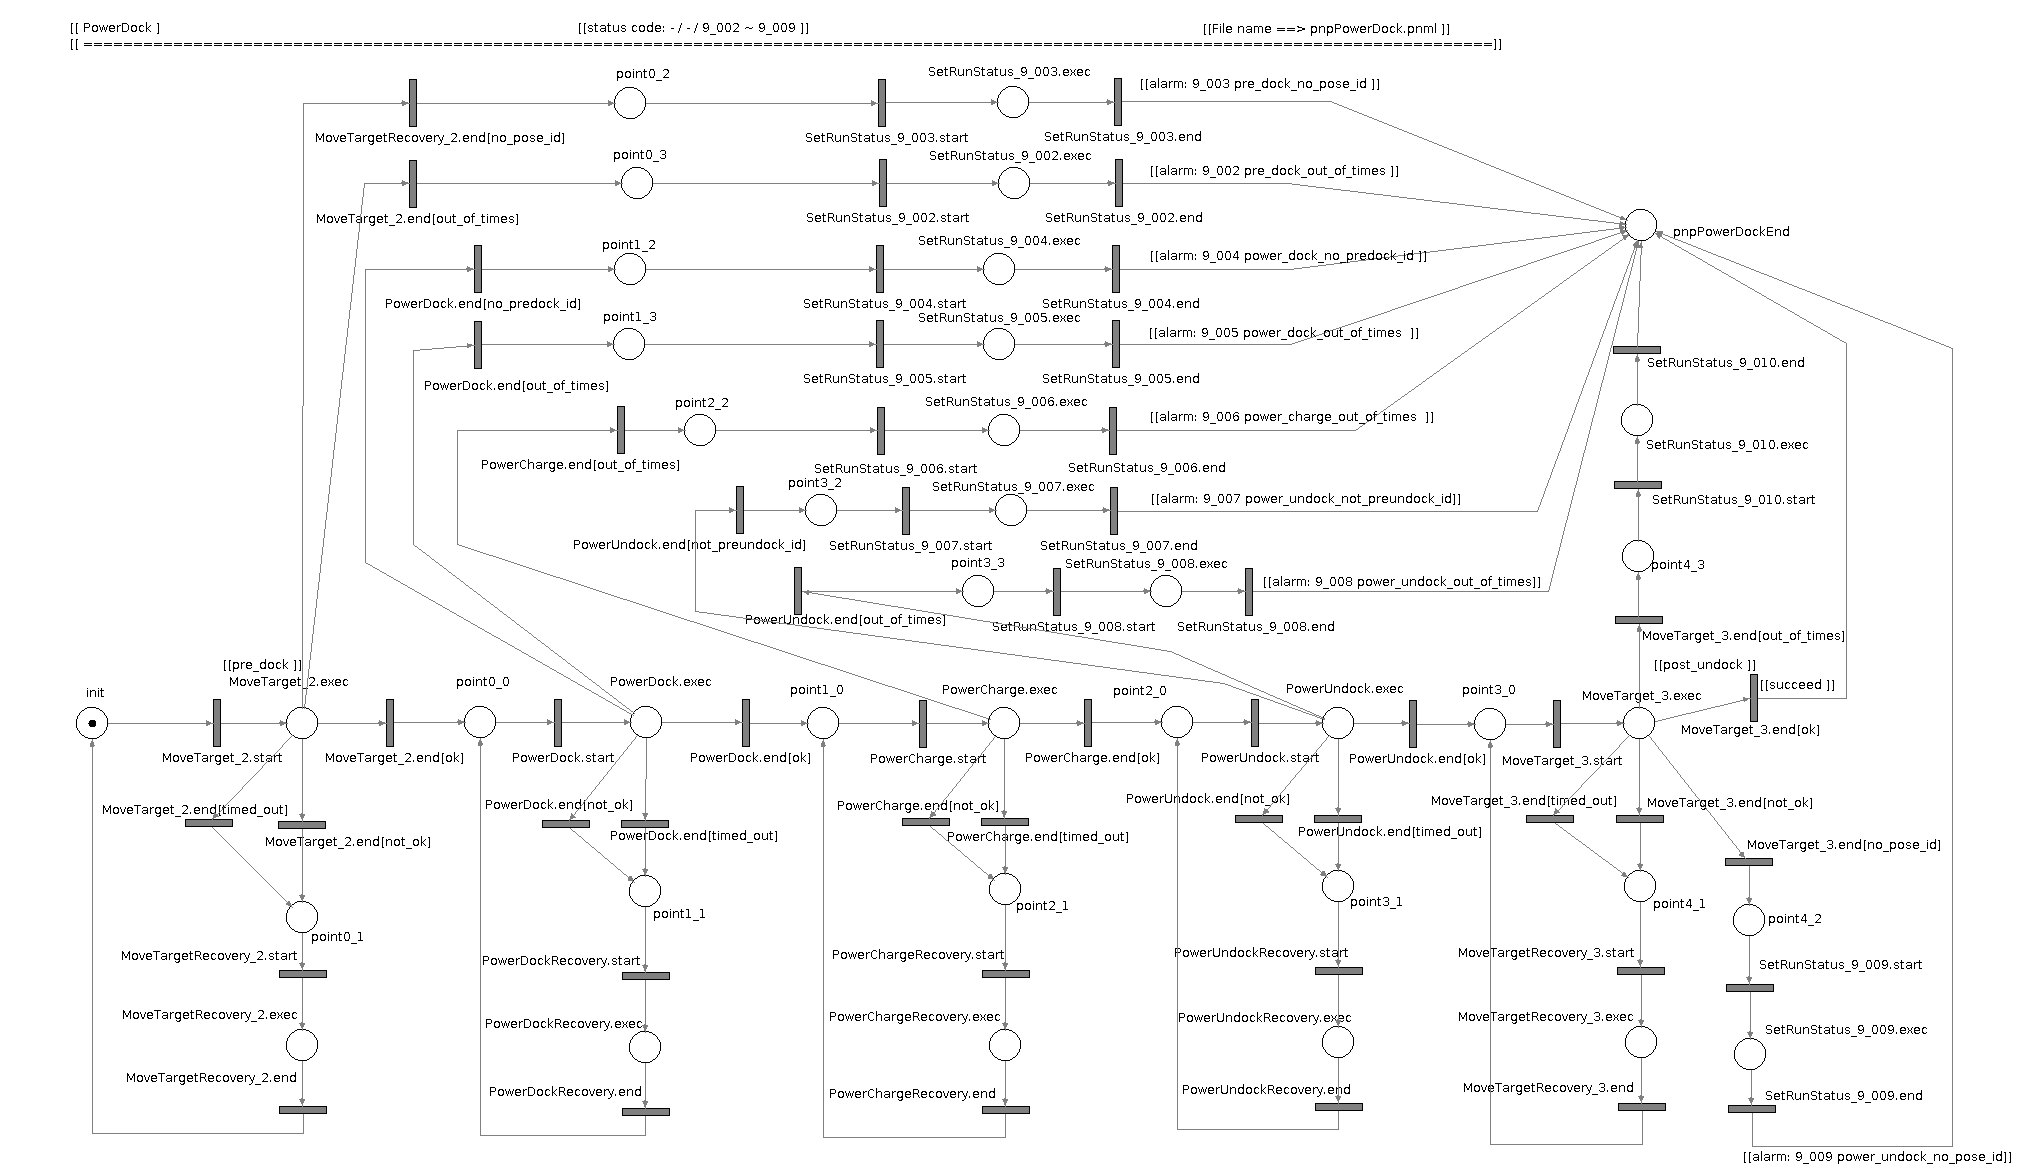 [[ PowerDock ]
[[status code: - / - / 9_002 ~ 9_009 ]]
[[File name ==> pnpPowerDock.pnml ]]
[[ ==================================================================================================================================================]]
point0_2
SetRunStatus_9_003.exec
[[alarm: 9_003 pre_dock_no_pose_id ]]
MoveTargetRecovery_2.end[no_pose_id]
SetRunStatus_9_003.start
SetRunStatus_9_003.end
point0_3
SetRunStatus_9_002.exec
[[alarm: 9_002 pre_dock_out_of_times ]]
MoveTarget_2.end[out_of_times]
SetRunStatus_9_002.start
SetRunStatus_9_002.end
pnpPowerDockEnd
point1_2
SetRunStatus_9_004.exec
[[alarm: 9_004 power_dock_no_predock_id ]]
PowerDock.end[no_predock_id]
SetRunStatus_9_004.start
SetRunStatus_9_004.end
point1_3
SetRunStatus_9_005.exec
[[alarm: 9_005 power_dock_out_of_times  ]]
PowerDock.end[out_of_times]
SetRunStatus_9_005.start
SetRunStatus_9_005.end
SetRunStatus_9_010.end
point2_2
SetRunStatus_9_006.exec
[[alarm: 9_006 power_charge_out_of_times  ]]
SetRunStatus_9_010.exec
PowerCharge.end[out_of_times]
SetRunStatus_9_006.start
SetRunStatus_9_006.end
point3_2
SetRunStatus_9_007.exec
[[alarm: 9_007 power_undock_not_preundock_id]]
SetRunStatus_9_010.start
PowerUndock.end[not_preundock_id]
SetRunStatus_9_007.start
SetRunStatus_9_007.end
point3_3
SetRunStatus_9_008.exec
point4_3
[[alarm: 9_008 power_undock_out_of_times]]
PowerUndock.end[out_of_times]
SetRunStatus_9_008.start
SetRunStatus_9_008.end
MoveTarget_3.end[out_of_times]
[[pre_dock ]]
[[post_undock ]]
init
MoveTarget_2.exec
point0_0
PowerDock.exec
point1_0
PowerCharge.exec
point2_0
PowerUndock.exec
point3_0
MoveTarget_3.exec
[[succeed ]]
MoveTarget_3.end[ok]
MoveTarget_2.start
MoveTarget_2.end[ok]
PowerDock.start
PowerDock.end[ok]
PowerCharge.start
PowerCharge.end[ok]
PowerUndock.start
PowerUndock.end[ok]
MoveTarget_3.start
MoveTarget_2.end[timed_out]
PowerDock.end[not_ok]
PowerCharge.end[not_ok]
PowerUndock.end[not_ok]
MoveTarget_3.end[timed_out]
MoveTarget_3.end[not_ok]
MoveTarget_2.end[not_ok]
PowerDock.end[timed_out]
PowerCharge.end[timed_out]
PowerUndock.end[timed_out]
MoveTarget_3.end[no_pose_id]
point0_1
point1_1
point2_1
point3_1
point4_1
point4_2
MoveTargetRecovery_2.start
PowerDockRecovery.start
PowerChargeRecovery.start
PowerUndockRecovery.start
MoveTargetRecovery_3.start
SetRunStatus_9_009.start
MoveTargetRecovery_2.exec
PowerDockRecovery.exec
PowerChargeRecovery.exec
PowerUndockRecovery.exec
MoveTargetRecovery_3.exec
SetRunStatus_9_009.exec
MoveTargetRecovery_2.end
PowerDockRecovery.end
PowerChargeRecovery.end
PowerUndockRecovery.end
MoveTargetRecovery_3.end
SetRunStatus_9_009.end
[[alarm: 9_009 power_undock_no_pose_id]]